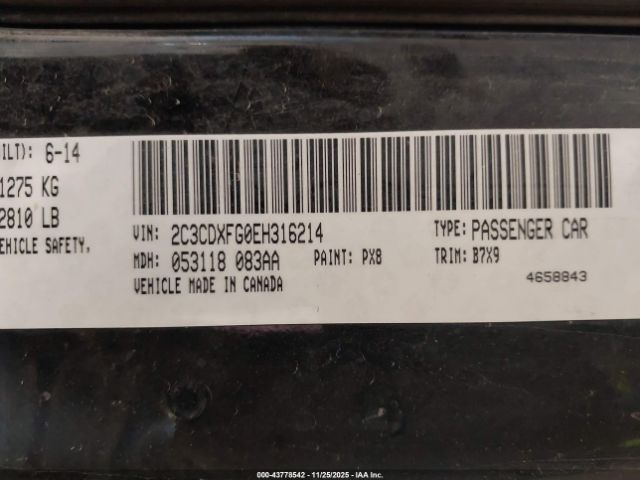 ILT): 6-14
1275 KG
2810 LB
EHICLE SAFETY,
VIN: 2C3CDXFG0EH316214
TYPE: PASSENGER CAR
MDH: 053118 083AA
PAINT: PX8
TRIM: B7X9
VEHICLE MADE IN CANADA
4658843
000-43778542 - 11/25/2025 - IAA Inc.